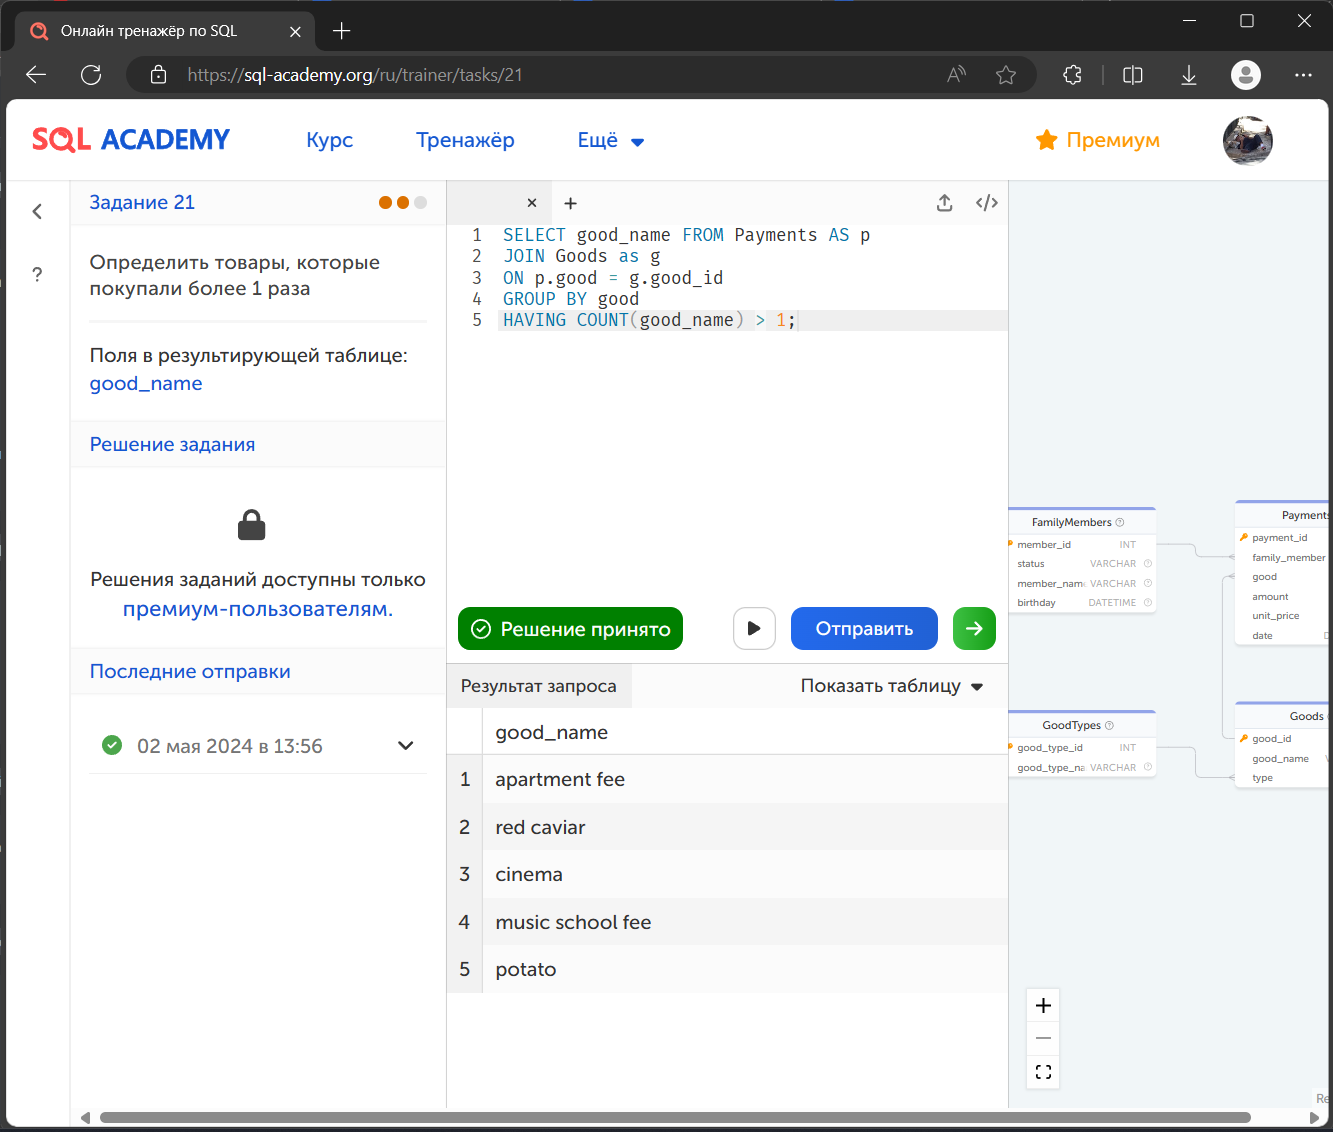 Онлайн тренажёр по SQL
https://sql-academy.org/ru/trainer/tasks/21
SQL ACADEMY
Курс
Тренажёр
Ещё
Премиум
Задание 21
Определить товары, которые
покупали более 1 раза
Поля в результирующей таблице:
good_name
Решение задания
Решения заданий доступны только
премиум-пользователям.
Последние отправки
02 мая 2024 в 13:56
1 SELECT good_name FROM Payments AS p
2 JOIN Goods as g
3 ON p.good = g.good_id
4 GROUP BY good
5 HAVING COUNT(good_name) > 1;
Решение принято
Отправить
Результат запроса
Показать таблицу
good_name
1 apartment fee
2 red caviar
3 cinema
4 music school fee
5 potato
FamilyMembers
member_id INT
status VARCHAR
member_name VARCHAR
birthday DATETIME
Payments
payment_id
family_member
good
amount
unit_price
date
GoodTypes
good_type_id INT
good_type_na VARCHAR
Goods
good_id
good_name
type
Re